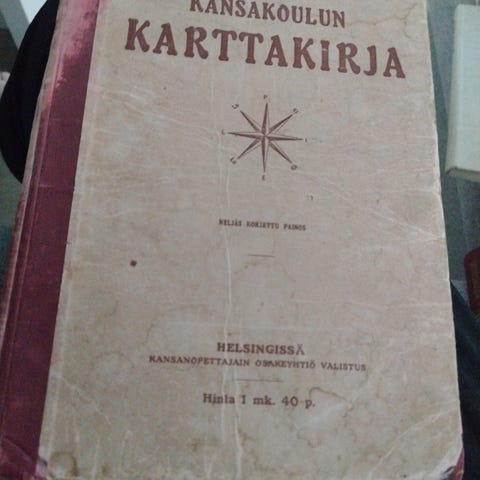 KANSAKOULUN
KARTTAKIRJA
NELJÄS KORJATTU PAINOS
HELSINGISSÄ
KANSANOPETTAJAIN OSAKEYHTIÖ VALISTUS
Hinta 1 mk. 40 p.